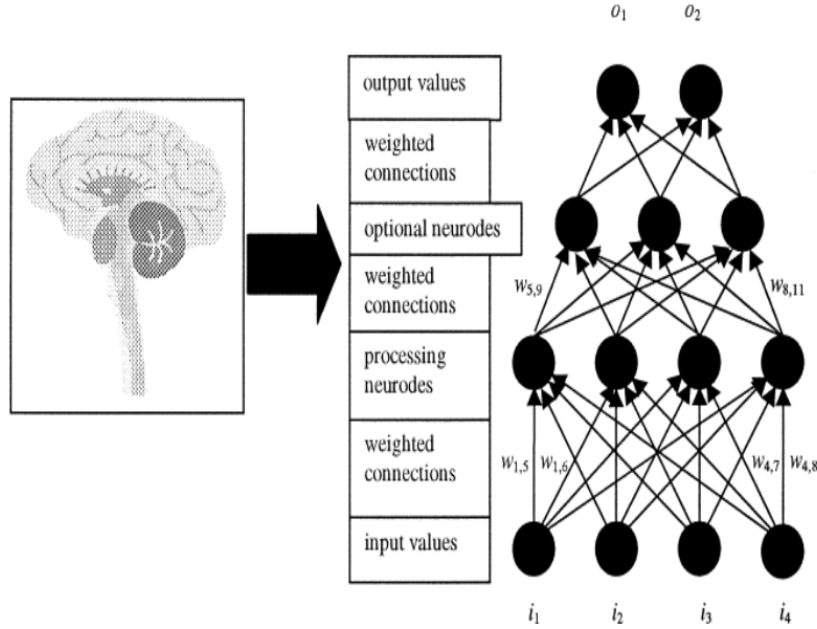 o1 o2
output values
weighted
connections
optional neurodes
weighted
connections
w5,9 w8,11
processing
neurodes
weighted
connections
w1,5 w1,6 w4,7 w4,8
input values
i1 i2 i3 i4